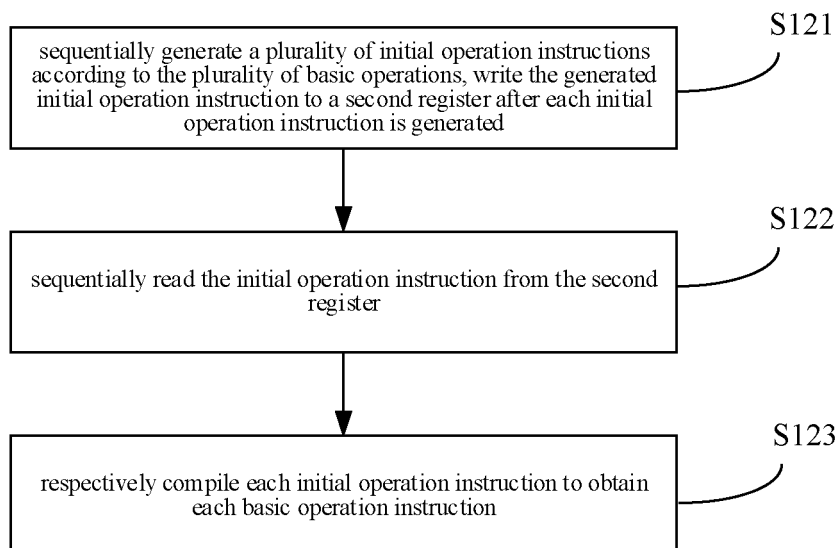 S121
sequentially generate a plurality of initial operation instructions
according to the plurality of basic operations, write the generated
initial operation instruction to a second register after each initial
operation instruction is generated
S122
sequentially read the initial operation instruction from the second
register
S123
respectively compile each initial operation instruction to obtain
each basic operation instruction